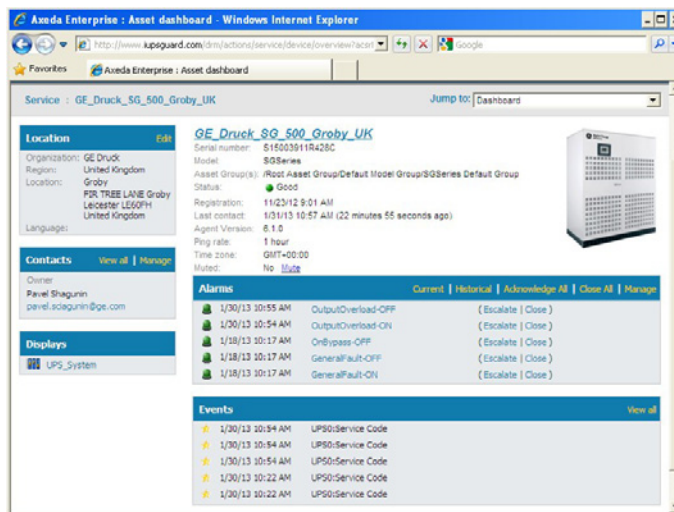 Axeda Enterprise : Asset dashboard - Windows Internet Explorer
http://www.iupsguard.com/drm/actions/service/device/overview?acsrt
Google
Favorites
Axeda Enterprise : Asset dashboard
Service : GE_Druck_SG_500_Groby_UK
Jump to: Dashboard
Location Edit
Organization: GE Druck
Region: United Kingdom
Location: Groby
FIR TREE LANE Groby
Leicester LE60FH
United Kingdom
Language:
Contacts View all | Manage
Owner
Pavel Shagunin
pavel.sciagunin@ge.com
Displays
UPS_System
GE_Druck_SG_500_Groby_UK
Serial number: S15003911R428C
Model: SGSeries
Asset Group(s): /Root Asset Group/Default Model Group/SGSeries Default Group
Status: Good
Registration: 11/23/12 9:01 AM
Last contact: 1/31/13 10:57 AM (22 minutes 55 seconds ago)
Agent Version: 6.1.0
Ping rate: 1 hour
Time zone: GMT+00:00
Muted: No Mute
Alarms Current | Historical | Acknowledge All | Close All | Manage
1/30/13 10:55 AM OutputOverload-OFF ( Escalate | Close )
1/30/13 10:54 AM OutputOverload-ON ( Escalate | Close )
1/18/13 10:17 AM OnBypass-OFF ( Escalate | Close )
1/18/13 10:17 AM GeneralFault-OFF ( Escalate | Close )
1/18/13 10:17 AM GeneralFault-ON ( Escalate | Close )
Events View all
1/30/13 10:54 AM UPS0:Service Code
1/30/13 10:54 AM UPS0:Service Code
1/30/13 10:54 AM UPS0:Service Code
1/30/13 10:22 AM UPS0:Service Code
1/30/13 10:22 AM UPS0:Service Code